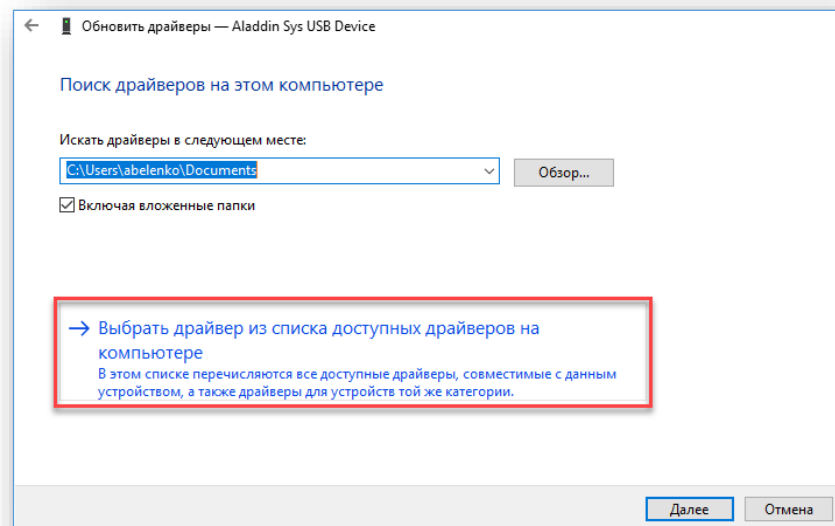 Обновить драйверы — Aladdin Sys USB Device
Поиск драйверов на этом компьютере
Искать драйверы в следующем месте:
C:\Users\abelenko\Documents
Обзор...
Включая вложенные папки
Выбрать драйвер из списка доступных драйверов на
компьютере
В этом списке перечисляются все доступные драйверы, совместимые с данным
устройством, а также драйверы для устройств той же категории.
Далее
Отмена